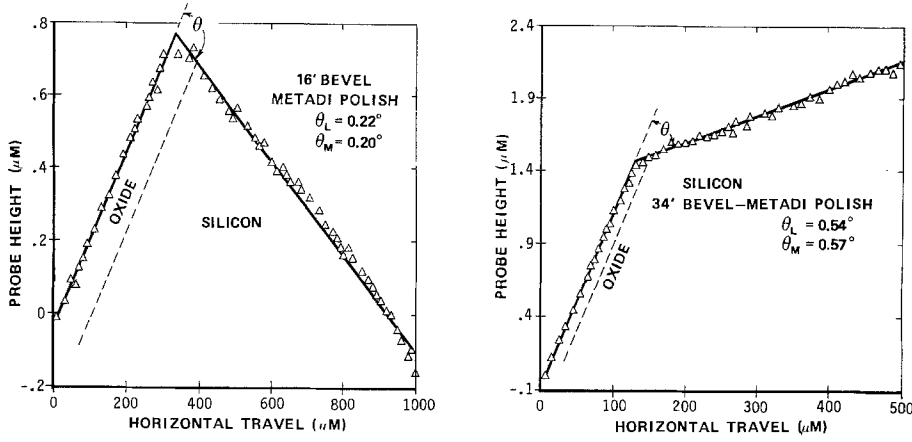 .8
.6
.4
.2
0
-.2
0
200
400
600
800
1000
PROBE HEIGHT (μM)
HORIZONTAL TRAVEL (μM)
θ
16′ BEVEL
METADI POLISH
θL = 0.22°
θM = 0.20°
OXIDE
SILICON
2.4
1.9
1.4
.9
.4
-.1
0
100
200
300
400
500
PROBE HEIGHT (μM)
HORIZONTAL TRAVEL (μM)
θ
SILICON
34′ BEVEL–METADI POLISH
θL = 0.54°
θM = 0.57°
OXIDE